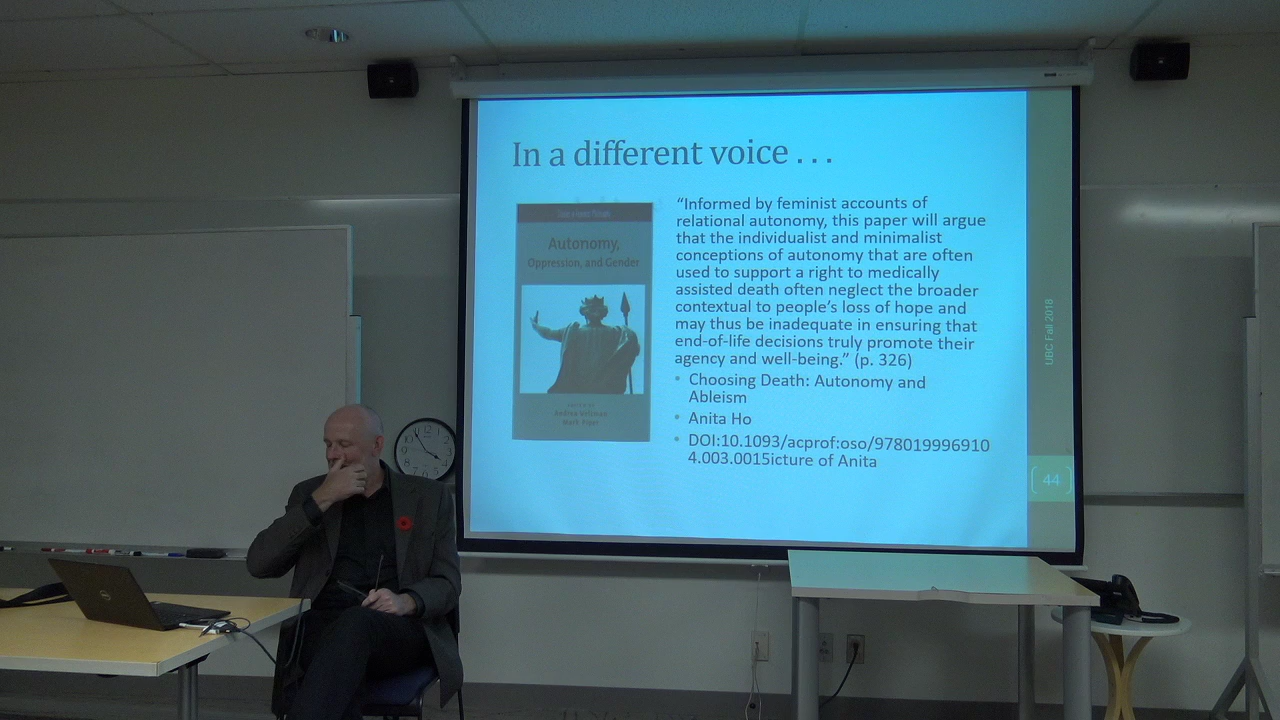 In a different voice . . .
Autonomy,
Oppression, and Gender
“Informed by feminist accounts of
relational autonomy, this paper will argue
that the individualist and minimalist
conceptions of autonomy that are often
used to support a right to medically
assisted death often neglect the broader
contextual to people’s loss of hope and
may thus be inadequate in ensuring that
end-of-life decisions truly promote their
agency and well-being.” (p. 326)
• Choosing Death: Autonomy and
Ableism
• Anita Ho
• DOI:10.1093/acprof:oso/978019996910
4.003.0015icture of Anita
UBC Fall 2018
44